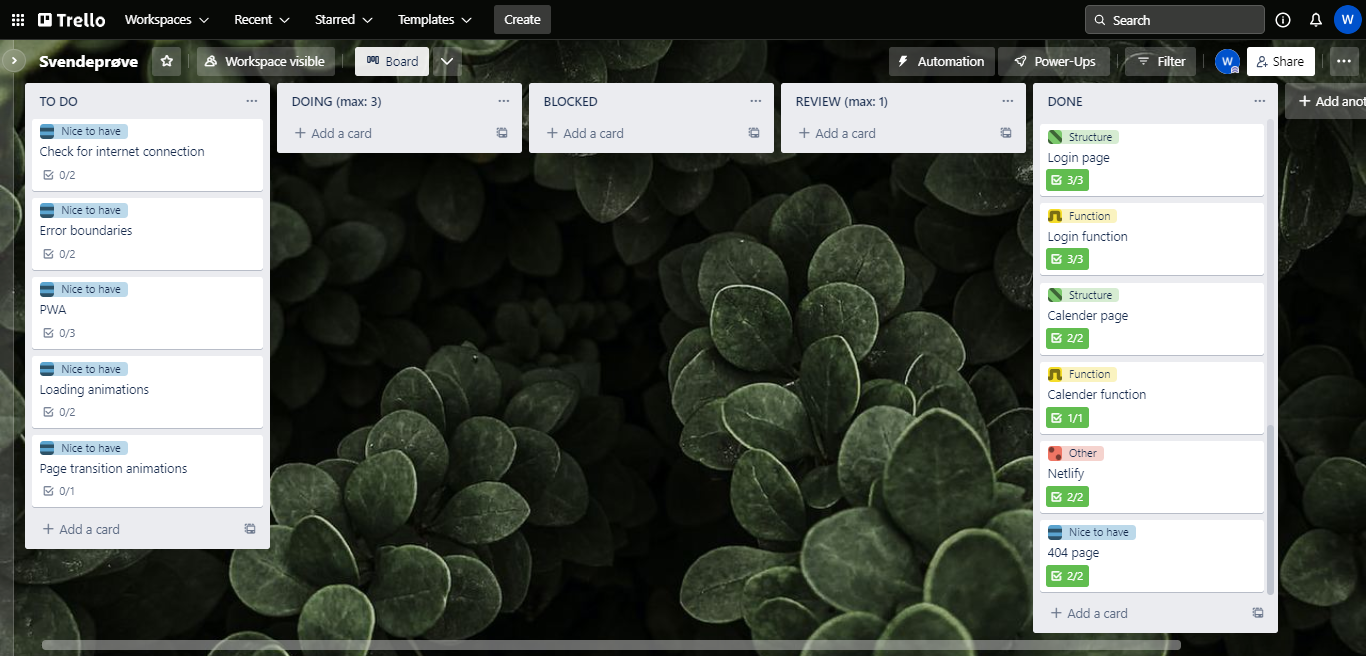 Trello Workspaces Recent Starred Templates Create Search W
Svendeprøve Workspace visible Board Automation Power-Ups Filter W Share
Add anot
TO DO
Nice to have
Check for internet connection
0/2
Nice to have
Error boundaries
0/2
Nice to have
PWA
0/3
Nice to have
Loading animations
0/2
Nice to have
Page transition animations
0/1
+ Add a card
DOING (max: 3)
+ Add a card
BLOCKED
+ Add a card
REVIEW (max: 1)
+ Add a card
DONE
Structure
Login page
3/3
Function
Login function
3/3
Structure
Calender page
2/2
Function
Calender function
1/1
Other
Netlify
2/2
Nice to have
404 page
2/2
+ Add a card